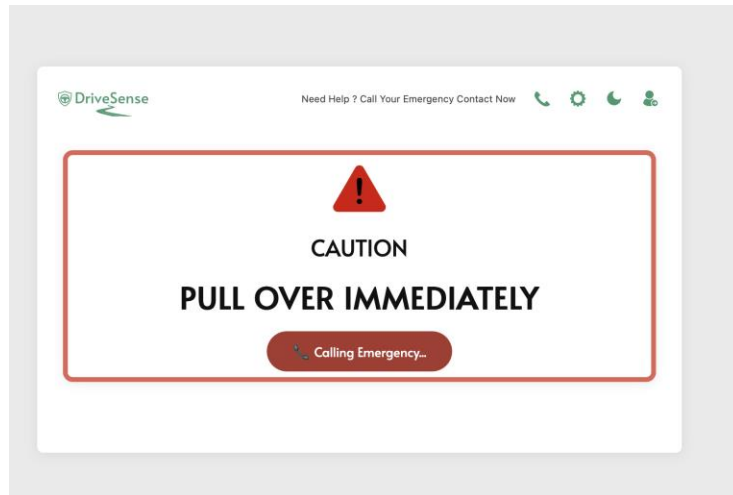 DriveSense
Need Help ? Call Your Emergency Contact Now
CAUTION
PULL OVER IMMEDIATELY
Calling Emergency...